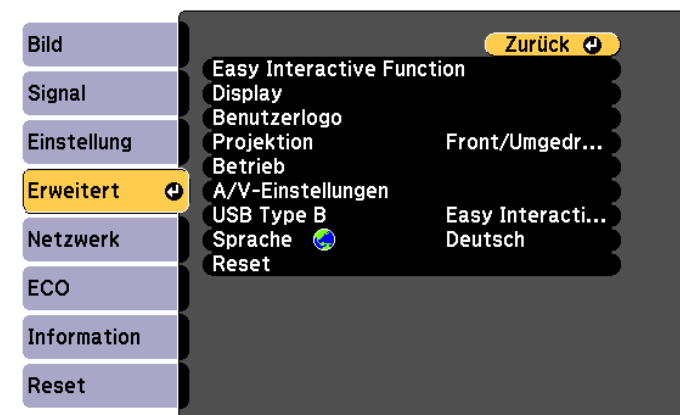 Bild
Signal
Einstellung
Erweitert
Netzwerk
ECO
Information
Reset
Zurück
Easy Interactive Function
Display
Benutzerlogo
Projektion Front/Umgedr...
Betrieb
A/V-Einstellungen
USB Type B Easy Interacti...
Sprache Deutsch
Reset